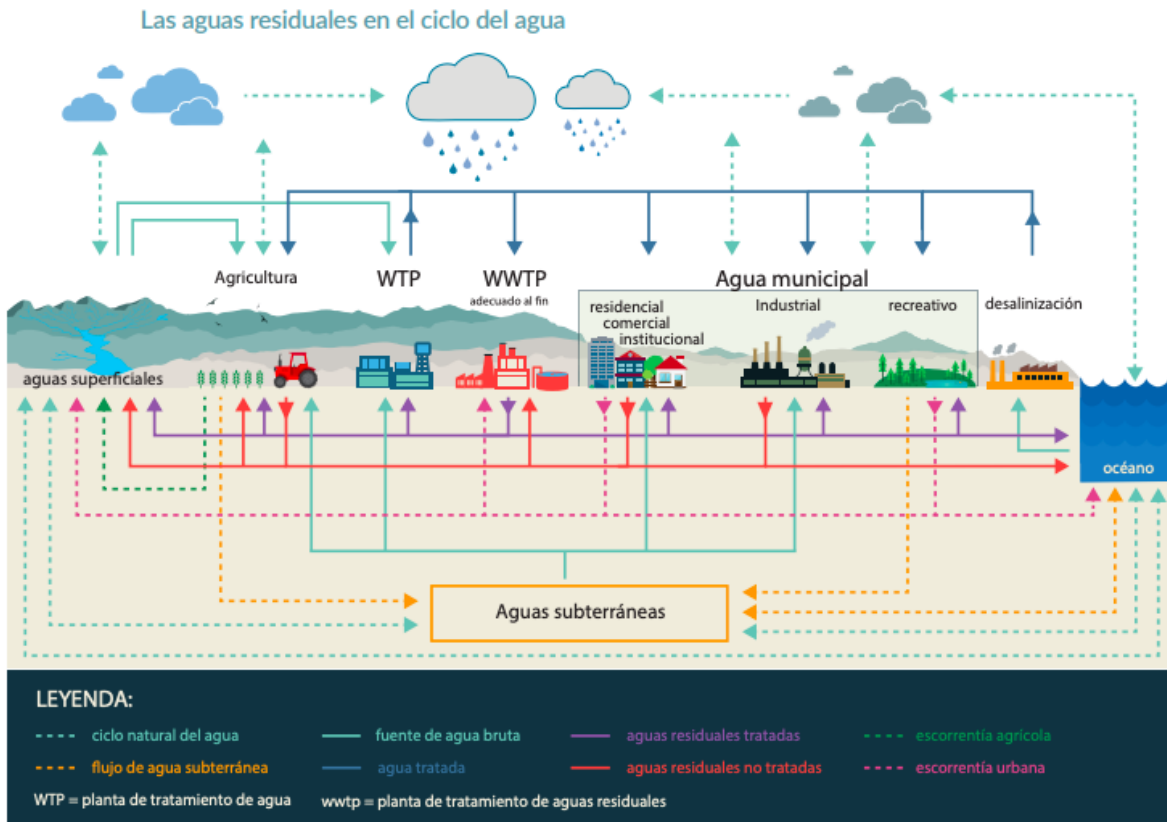 Las aguas residuales en el ciclo del agua
Agricultura
WTP
WWTP
adecuado al fin
Agua municipal
residencial
comercial
institucional
Industrial
recreativo
desalinización
aguas superficiales
océano
Aguas subterráneas
LEYENDA:
ciclo natural del agua
fuente de agua bruta
aguas residuales tratadas
escorrentía agrícola
flujo de agua subterránea
agua tratada
aguas residuales no tratadas
escorrentía urbana
WTP = planta de tratamiento de agua
wwtp = planta de tratamiento de aguas residuales